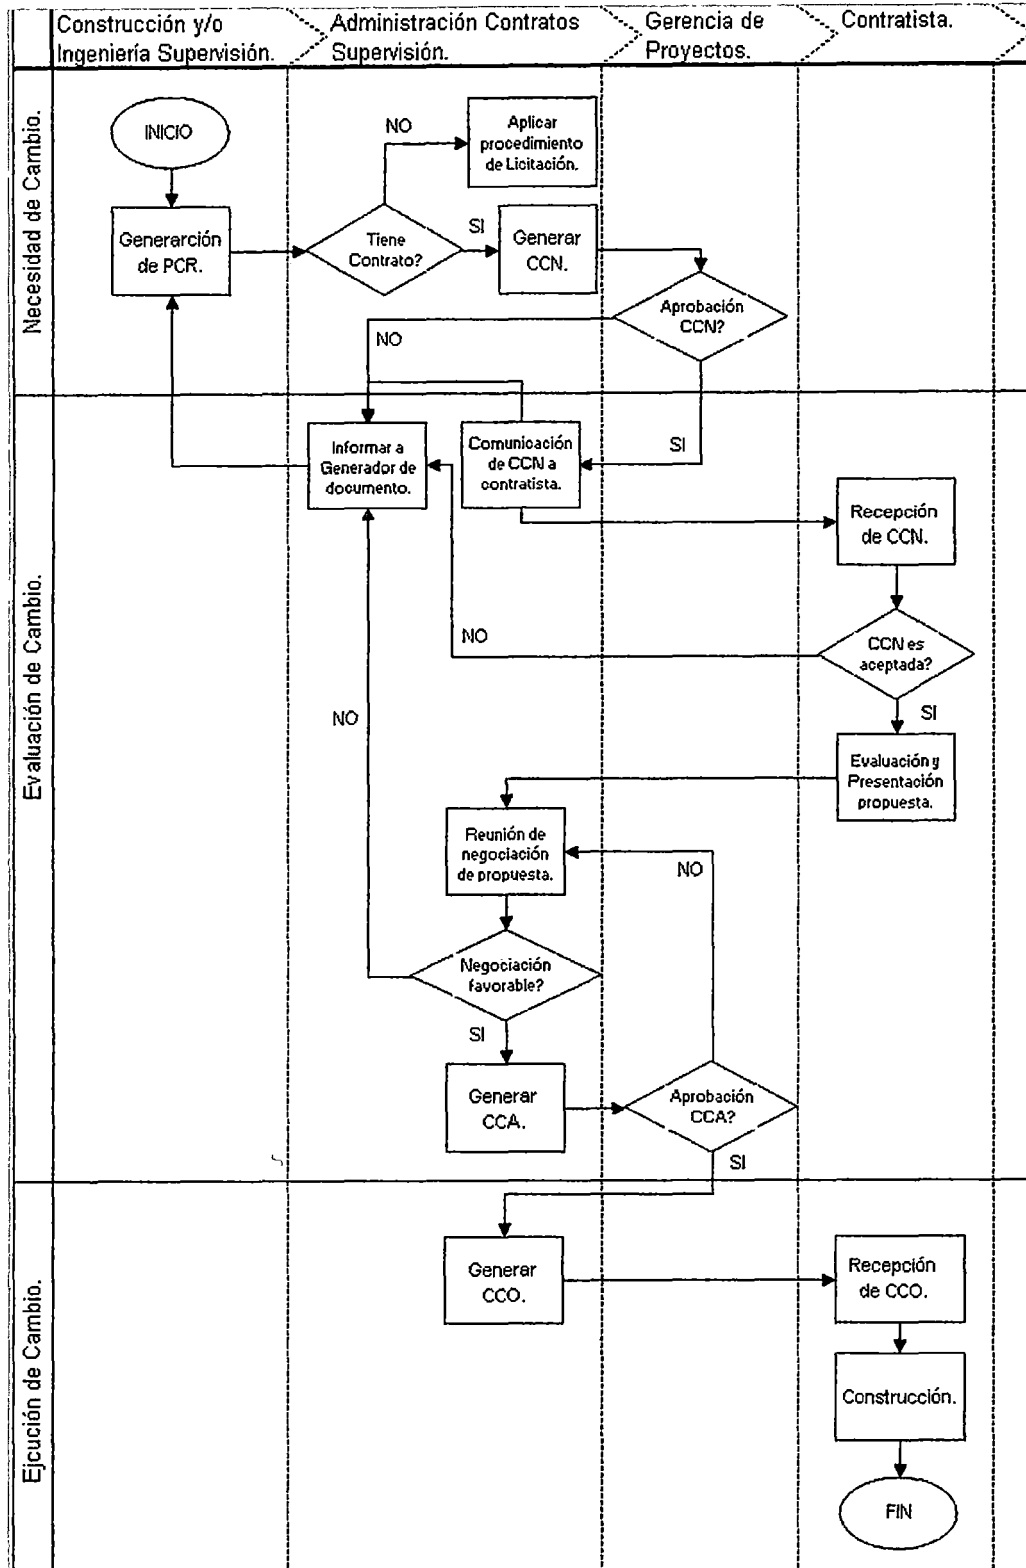 Construcción y/o
Ingeniería Supervisión.
Administración Contratos
Supervisión.
Gerencia de
Proyectos.
Contratista.
Necesidad de Cambio.
INICIO
NO
Aplicar
procedimiento
de Licitación.
Generarción
de PCR.
Tiene
Contrato?
SI
Generar
CCN.
Aprobación
CCN?
NO
SI
Evaluación de Cambio.
Informar a
Generador de
documento.
Comunicación
de CCN a
contratista.
Recepción
de CCN.
NO
CCN es
aceptada?
SI
NO
Evaluación y
Presentación
propuesta.
Reunión de
negociación
de propuesta.
NO
Negociación
favorable?
SI
Generar
CCA.
Aprobación
CCA?
SI
Ejcución de Cambio.
Generar
CCO.
Recepción
de CCO.
Construcción.
FIN